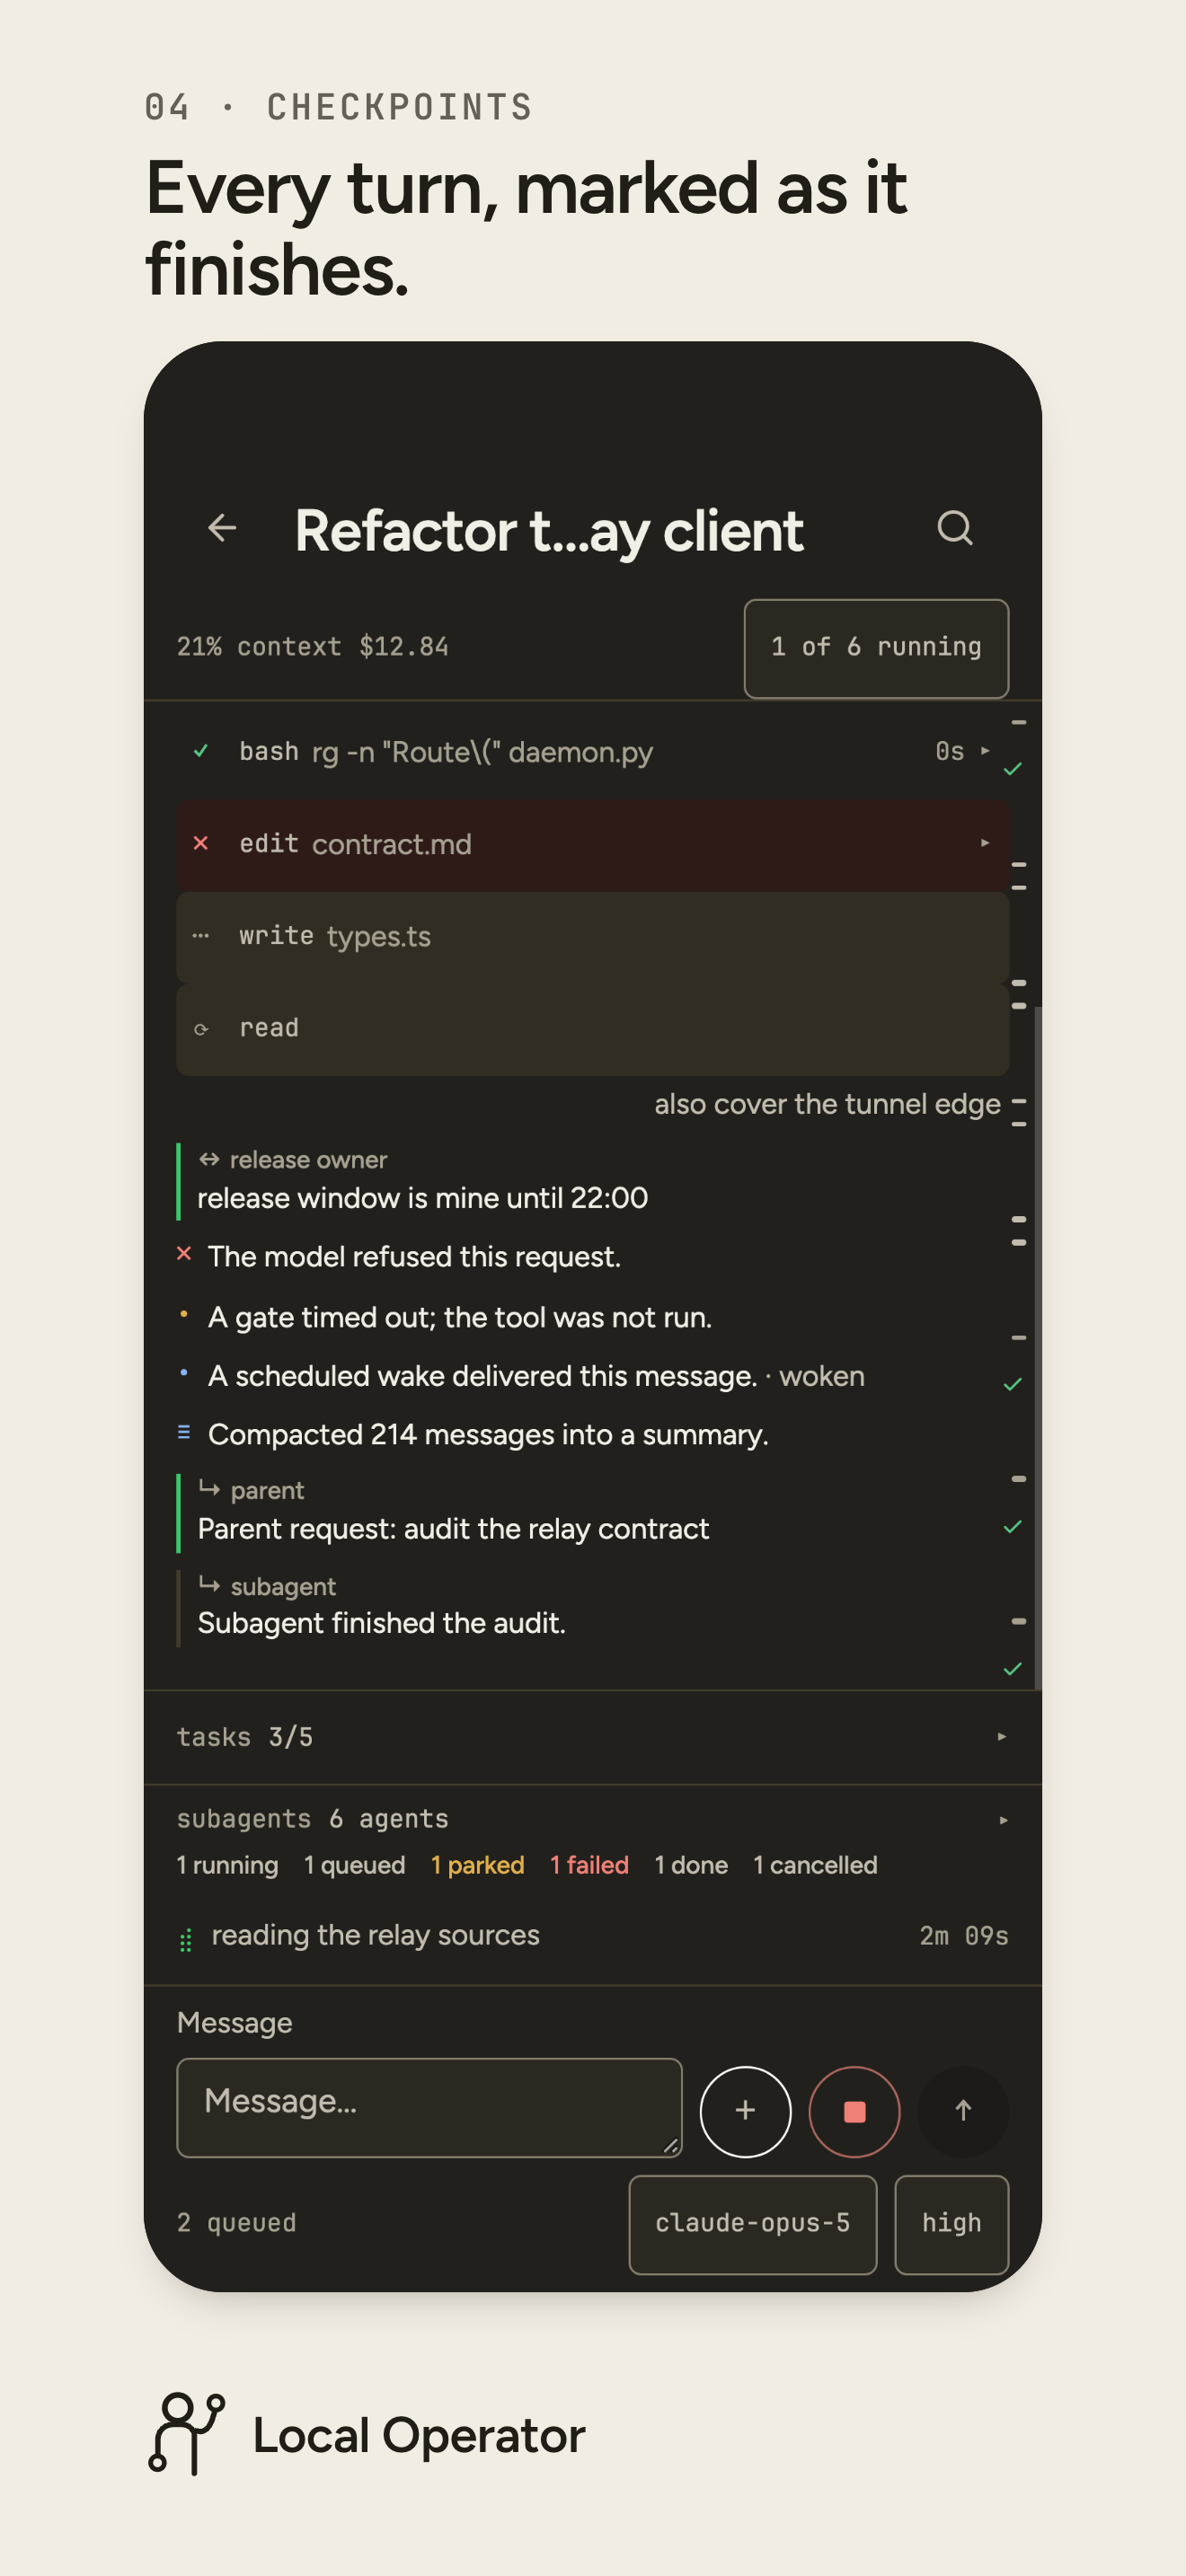 04 · CHECKPOINTS
Every turn, marked as it
finishes.
Refactor t...ay client
21% context $12.84
1 of 6 running
bash rg -n "Route\(" daemon.py 0s
edit contract.md
write types.ts
read
also cover the tunnel edge
↔ release owner
release window is mine until 22:00
The model refused this request.
A gate timed out; the tool was not run.
A scheduled wake delivered this message. · woken
Compacted 214 messages into a summary.
parent
Parent request: audit the relay contract
subagent
Subagent finished the audit.
tasks 3/5
subagents 6 agents
1 running 1 queued 1 parked 1 failed 1 done 1 cancelled
reading the relay sources 2m 09s
Message
Message...
2 queued
claude-opus-5
high
Local Operator